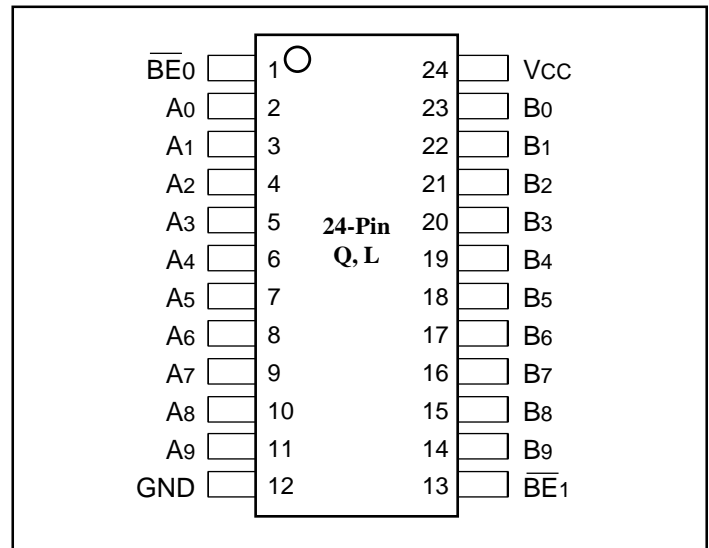 B̅E̅0 1 24 VCC
A0 2 23 B0
A1 3 22 B1
A2 4 21 B2
A3 5 24-Pin 20 B3
A4 6 Q, L 19 B4
A5 7 18 B5
A6 8 17 B6
A7 9 16 B7
A8 10 15 B8
A9 11 14 B9
GND 12 13 B̅E̅1